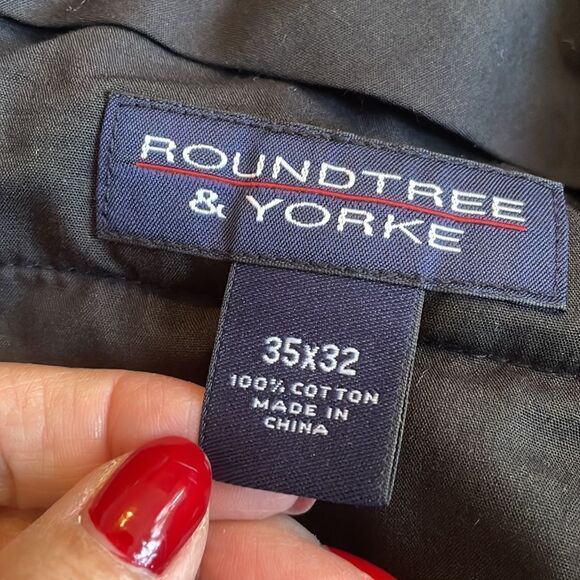 ROUNDTREE
& YORKE
35x32
100% COTTON
MADE IN
CHINA